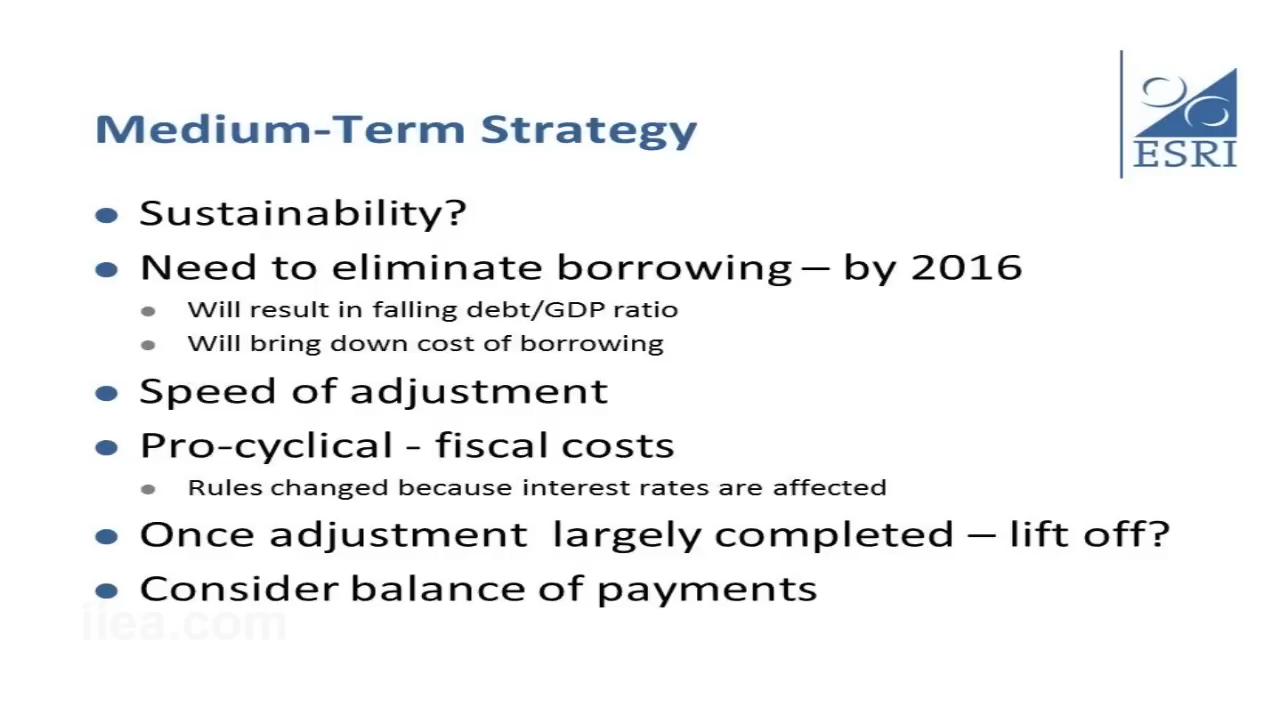 Medium-Term Strategy
ESRI
Sustainability?
Need to eliminate borrowing – by 2016
Will result in falling debt/GDP ratio
Will bring down cost of borrowing
Speed of adjustment
Pro-cyclical - fiscal costs
Rules changed because interest rates are affected
Once adjustment largely completed – lift off?
Consider balance of payments
iiea.com